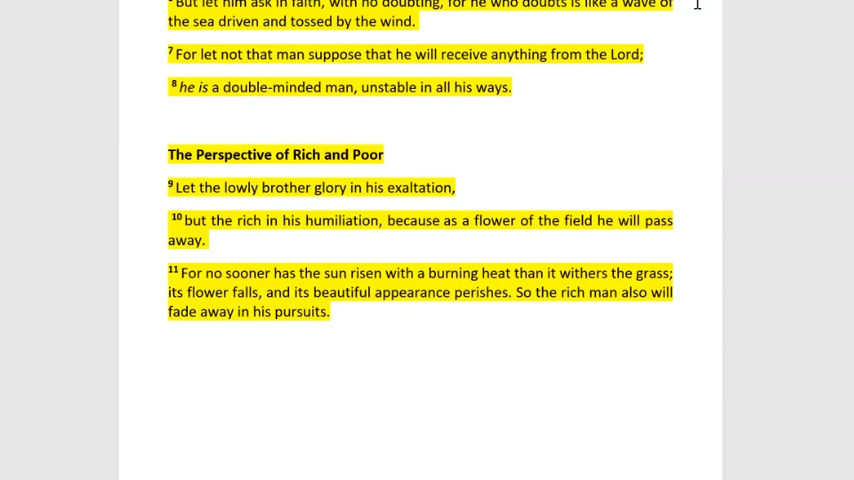 ⁶ But let him ask in faith, with no doubting, for he who doubts is like a wave of
the sea driven and tossed by the wind.
⁷ For let not that man suppose that he will receive anything from the Lord;
⁸ he is a double-minded man, unstable in all his ways.
The Perspective of Rich and Poor
⁹ Let the lowly brother glory in his exaltation,
¹⁰ but the rich in his humiliation, because as a flower of the field he will pass
away.
¹¹ For no sooner has the sun risen with a burning heat than it withers the grass;
its flower falls, and its beautiful appearance perishes. So the rich man also will
fade away in his pursuits.